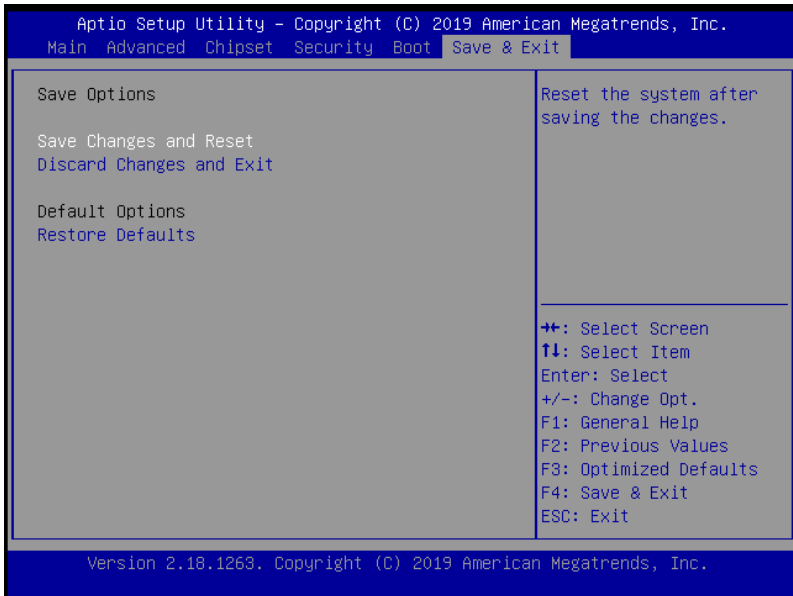 Aptio Setup Utility – Copyright (C) 2019 American Megatrends, Inc.
Main Advanced Chipset Security Boot Save & Exit
Save Options
Save Changes and Reset
Discard Changes and Exit
Default Options
Restore Defaults
Reset the system after
saving the changes.
→←: Select Screen
↑↓: Select Item
Enter: Select
+/-: Change Opt.
F1: General Help
F2: Previous Values
F3: Optimized Defaults
F4: Save & Exit
ESC: Exit
Version 2.18.1263. Copyright (C) 2019 American Megatrends, Inc.